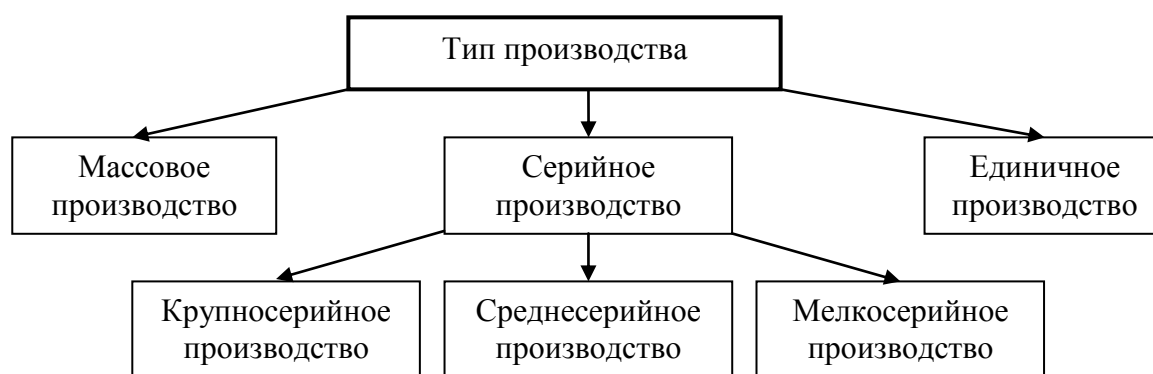 Тип производства
Массовое
производство
Серийное
производство
Единичное
производство
Крупносерийное
производство
Среднесерийное
производство
Мелкосерийное
производство